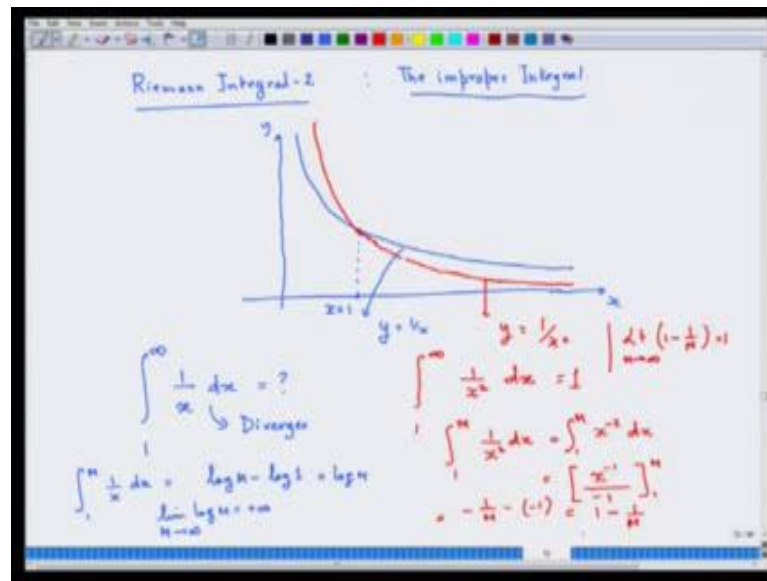 Riemann Integral-2 : The improper Integral
y
x
x=1
y = 1/x
y = 1/x²
Lt (1 - 1/M) = 1
M→∞
∫₁^∞ 1/x dx = ?
↳ Diverges
∫₁^M 1/x dx = log M - log 1 = log M
lim log M = +∞
M→∞
∫₁^∞ 1/x² dx = 1
∫₁^M 1/x² dx = ∫₁^M x⁻² dx
= [x⁻¹/-1]₁^M
= -1/M - (-1) = 1 - 1/M